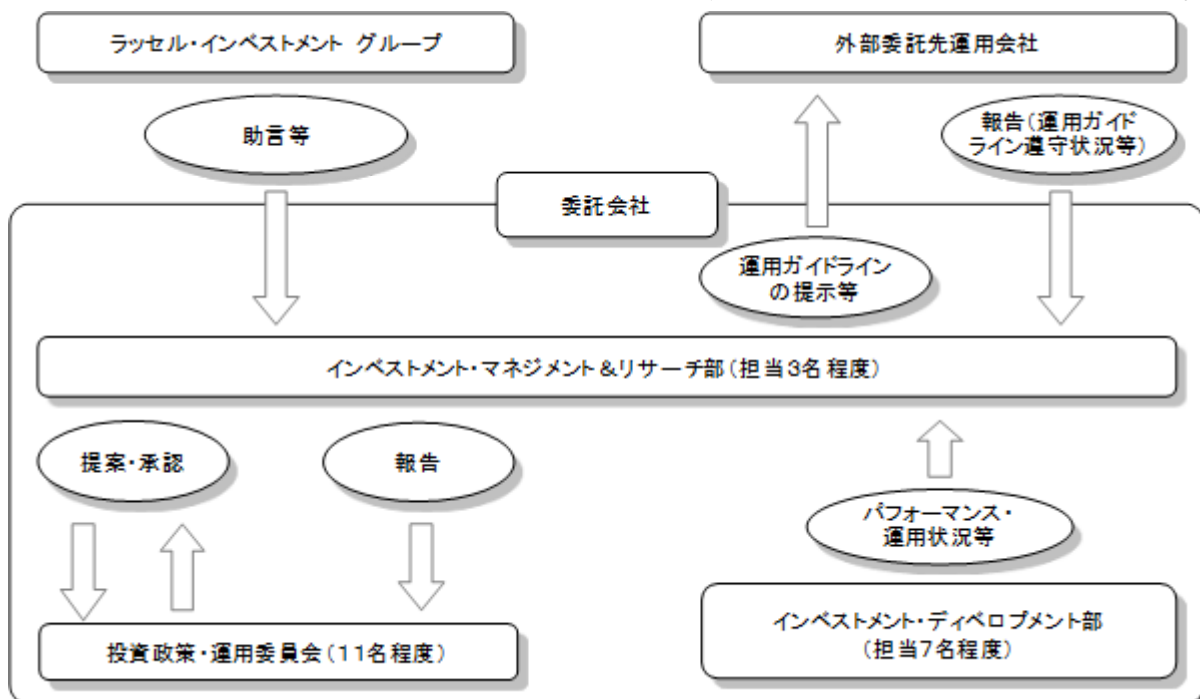 ラッセル・インベストメント グループ
外部委託先運用会社
助言等
報告(運用ガイド
ライン遵守状況等)
委託会社
運用ガイドライン
の提示等
インベストメント・マネジメント&リサーチ部(担当3名程度)
提案・承認
報告
パフォーマンス・
運用状況等
投資政策・運用委員会(11名程度)
インベストメント・ディベロプメント部
(担当7名程度)